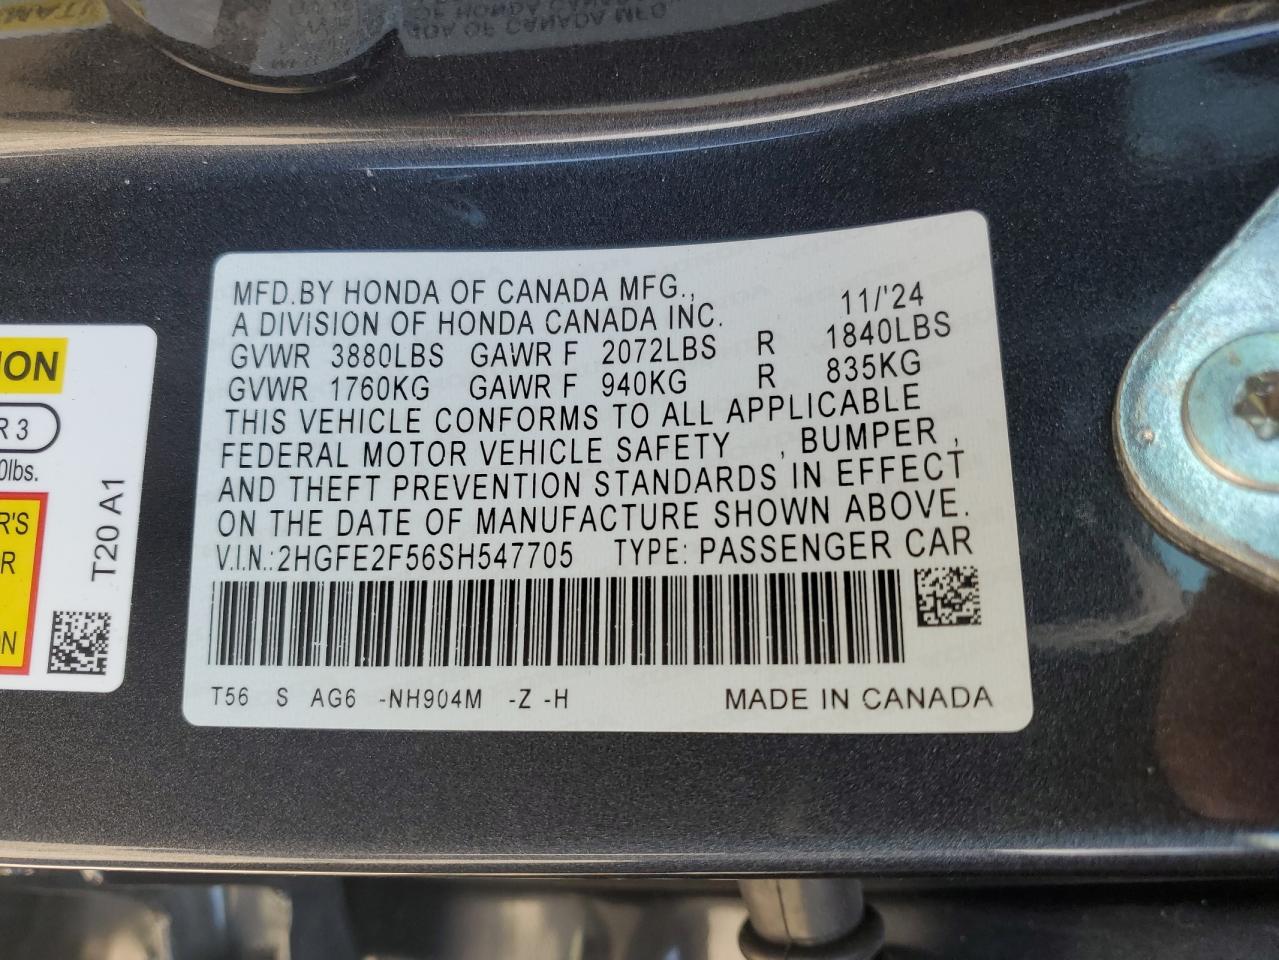 MFD.BY HONDA OF CANADA MFG., 11/'24
A DIVISION OF HONDA CANADA INC.
GVWR 3880LBS GAWR F 2072LBS R 1840LBS
GVWR 1760KG GAWR F 940KG R 835KG
THIS VEHICLE CONFORMS TO ALL APPLICABLE
FEDERAL MOTOR VEHICLE SAFETY , BUMPER ,
AND THEFT PREVENTION STANDARDS IN EFFECT
ON THE DATE OF MANUFACTURE SHOWN ABOVE.
V.I.N.:2HGFE2F56SH547705 TYPE: PASSENGER CAR
T56 S AG6 -NH904M -Z -H MADE IN CANADA
R 3
0lbs.
T20 A1